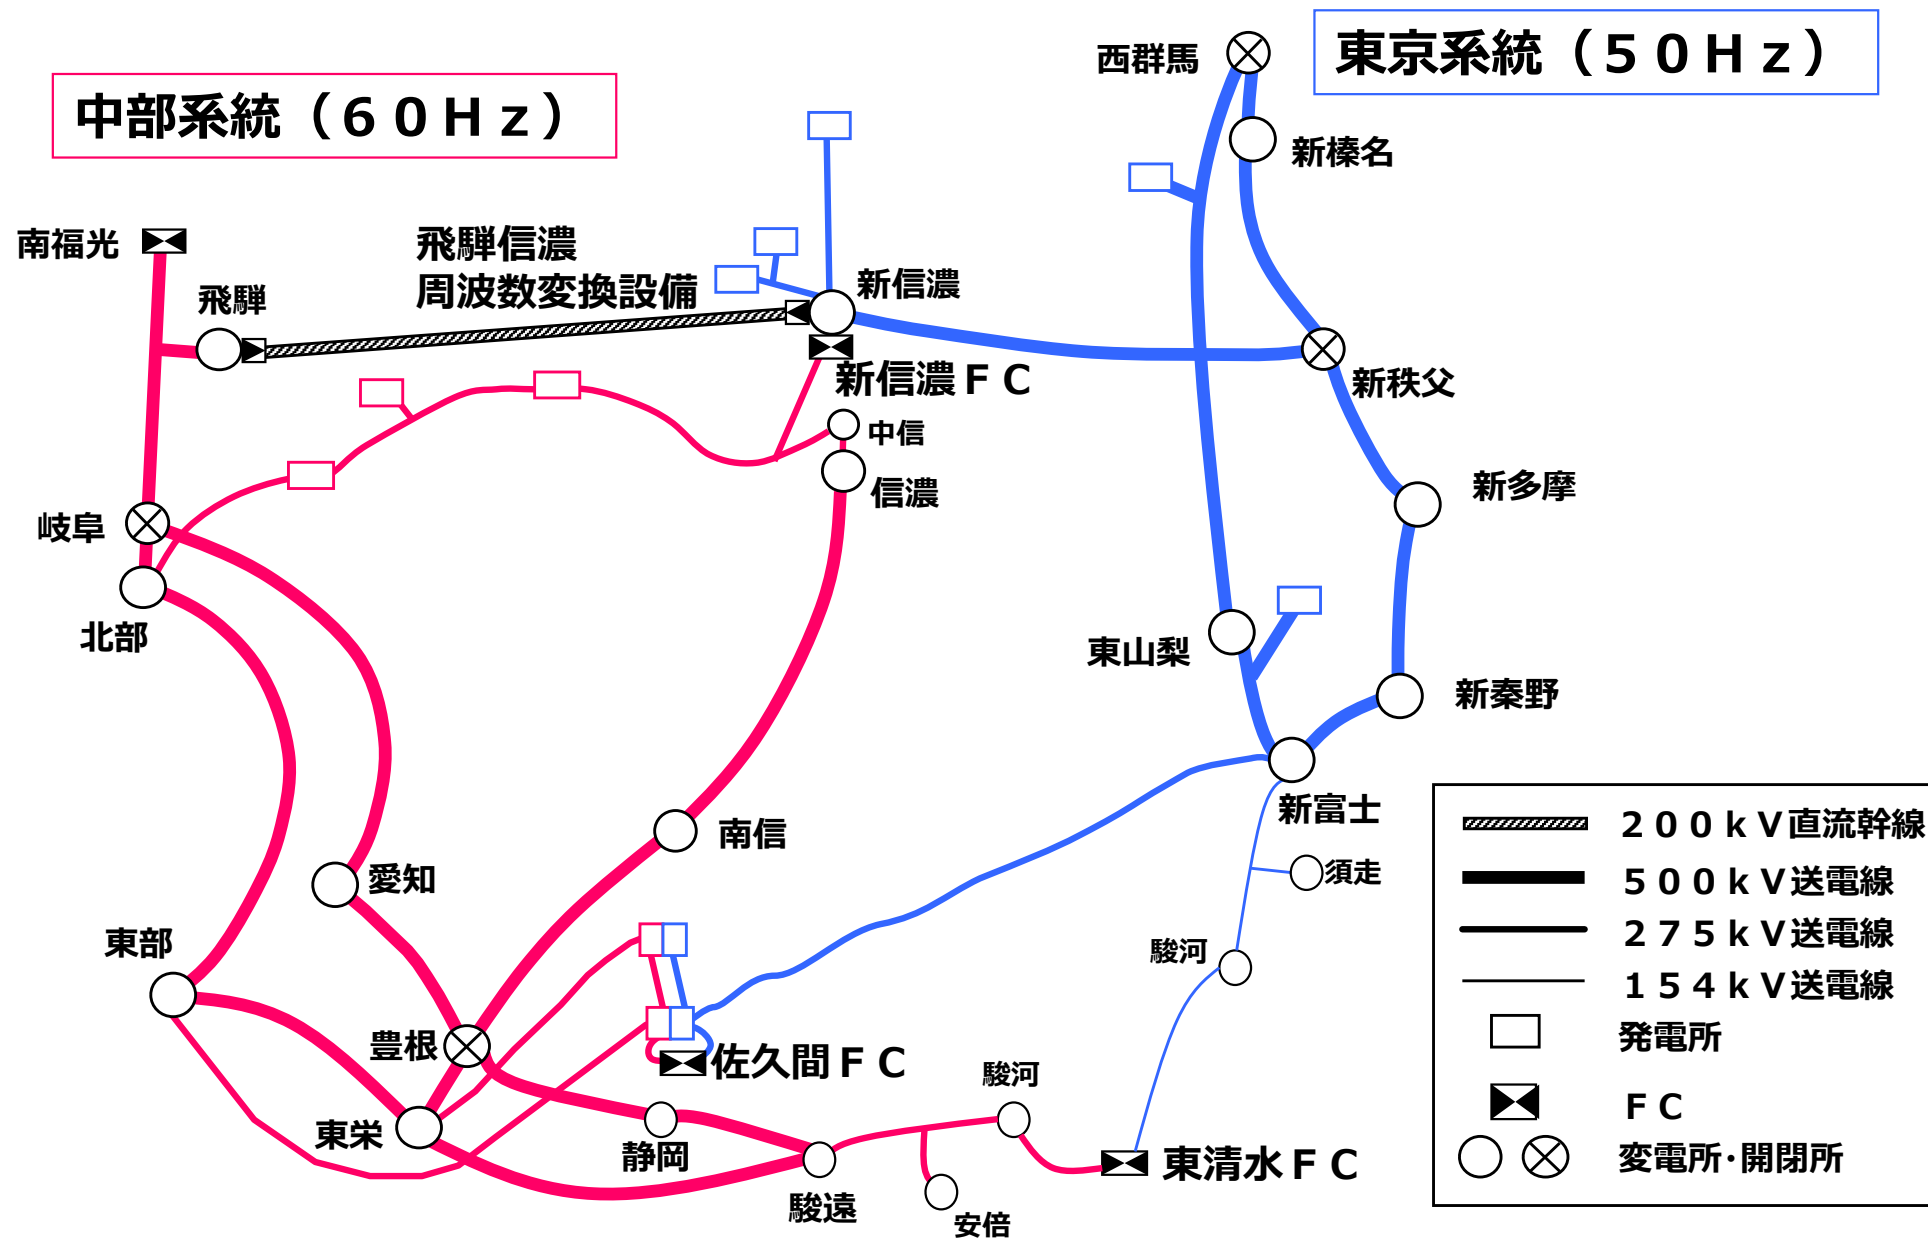 中部系統（６０Ｈｚ）
東京系統（５０Ｈｚ）
西群馬
新榛名
南福光
飛騨
飛騨信濃
周波数変換設備
新信濃
新信濃ＦＣ
中信
信濃
新秩父
新多摩
岐阜
北部
東山梨
新秦野
新富士
南信
愛知
須走
東部
駿河
豊根
佐久間ＦＣ
駿河
東栄
静岡
駿遠
安倍
東清水ＦＣ
２００ｋＶ直流幹線
５００ｋＶ送電線
２７５ｋＶ送電線
１５４ｋＶ送電線
発電所
ＦＣ
変電所・開閉所